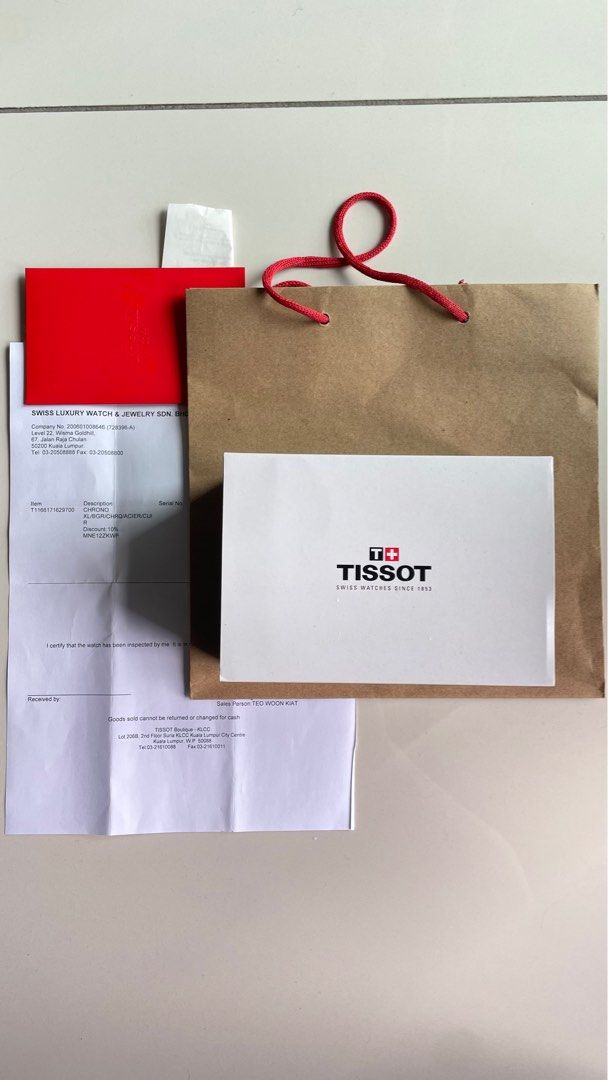 SWISS LUXURY WATCH & JEWELRY SDN.
Company No. 200601008646 (728396-A)
Level 22, Wisma Goldhill,
67, Jalan Raja Chulan
50200 Kuala Lumpur.
Tel: 03-20508888 Fax: 03-20508800
Item Description Serial No.
T1166171629700 CHRONO
XL/BGR/CHRO/ACIER/CUI
R
Discount:10%
MNE12ZKWF
I certify that the watch has been inspected by me. It is
Received by:
Sales Person:TEO WOON KIAT
Goods sold cannot be returned or changed for cash
TISSOT Boutique - KLCC
Lot 206B, 2nd Floor Suria KLCC Kuala Lumpur City Centre
Kuala Lumpur, W.P. 50088
Tel:03-21610088 Fax:03-21610011
T+
TISSOT
SWISS WATCHES SINCE 1853